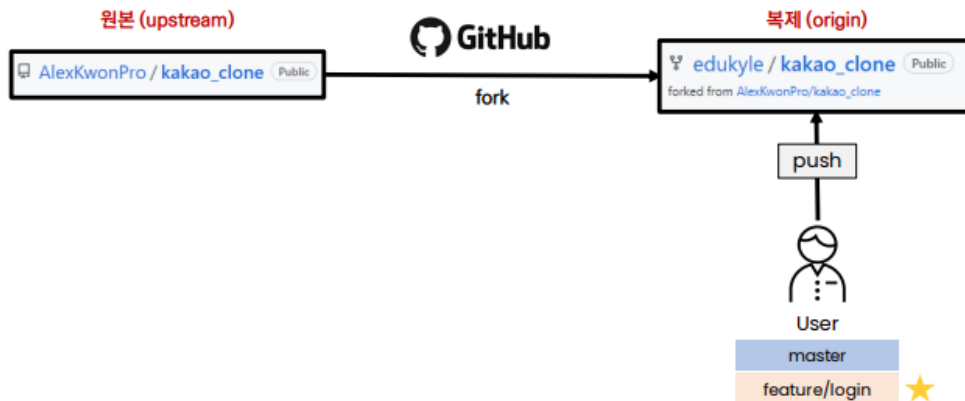 원본 (upstream)
GitHub
복제 (origin)
AlexKwonPro / kakao_clone Public
fork
edukyle / kakao_clone Public
forked from AlexKwonPro/kakao_clone
push
User
master
feature/login